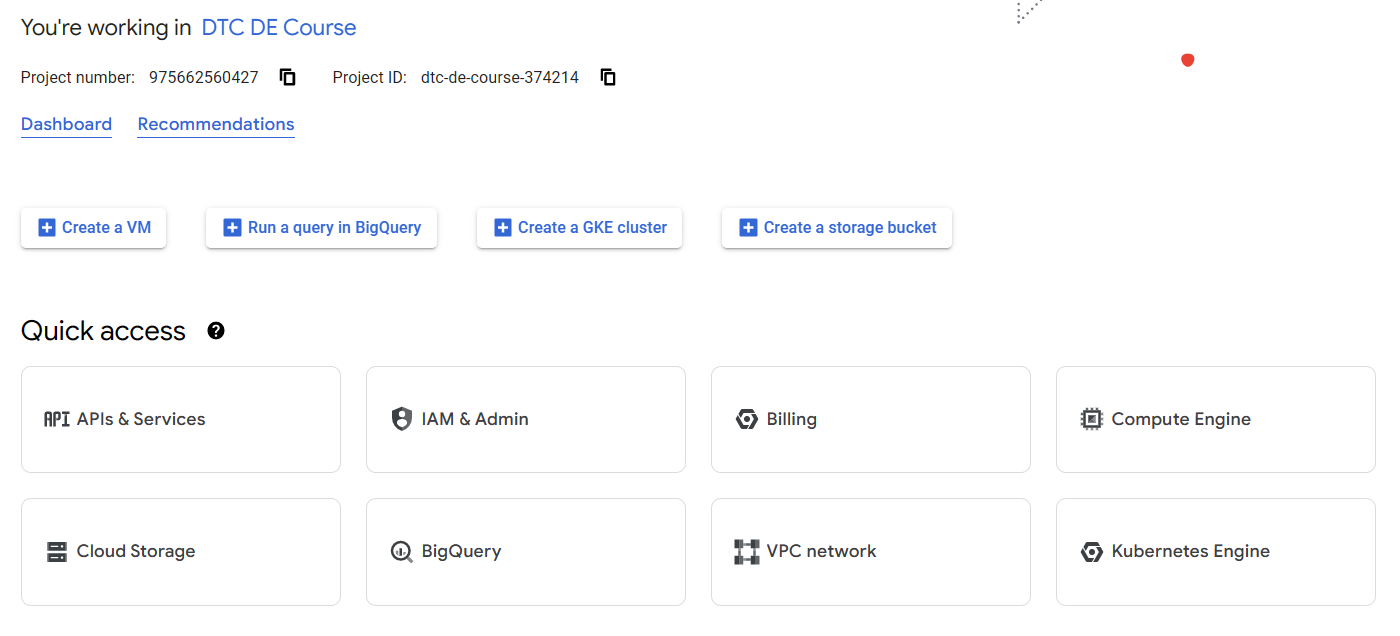 You're working in DTC DE Course
Project number: 975662560427 Project ID: dtc-de-course-374214
Dashboard Recommendations
Create a VM Run a query in BigQuery Create a GKE cluster Create a storage bucket
Quick access
API APIs & Services IAM & Admin Billing Compute Engine
Cloud Storage BigQuery VPC network Kubernetes Engine